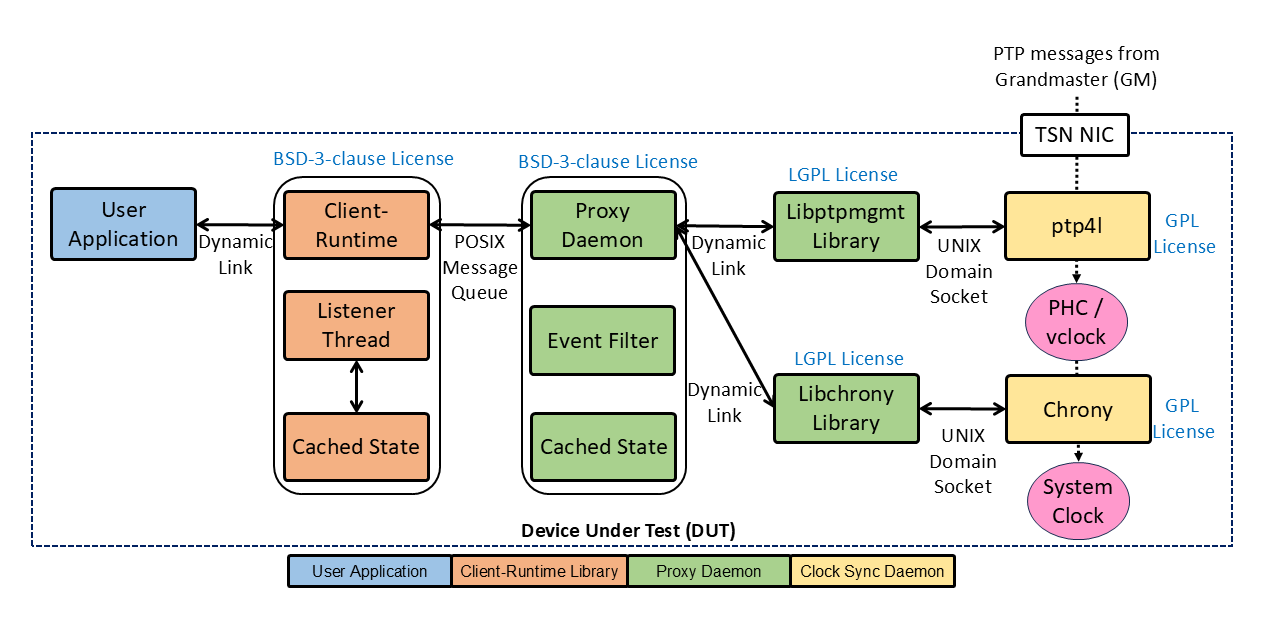 PTP messages from
Grandmaster (GM)
TSN NIC
BSD-3-clause License
BSD-3-clause License
LGPL License
User
Application
Dynamic
Link
Client-
Runtime
POSIX
Message
Queue
Proxy
Daemon
Dynamic
Link
Libptpmgmt
Library
UNIX
Domain
Socket
ptp4l
GPL
License
Listener
Thread
Event Filter
PHC /
vclock
LGPL License
Dynamic
Link
Libchrony
Library
UNIX
Domain
Socket
Chrony
GPL
License
Cached State
Cached State
System
Clock
Device Under Test (DUT)
User Application
Client-Runtime Library
Proxy Daemon
Clock Sync Daemon